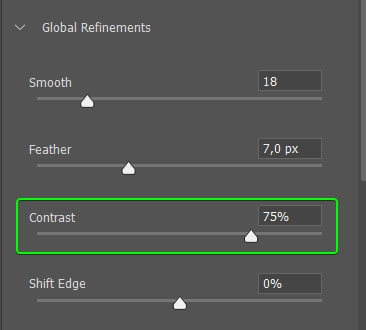 Global Refinements
Smooth 18
Feather 7,0 px
Contrast 75%
Shift Edge 0%